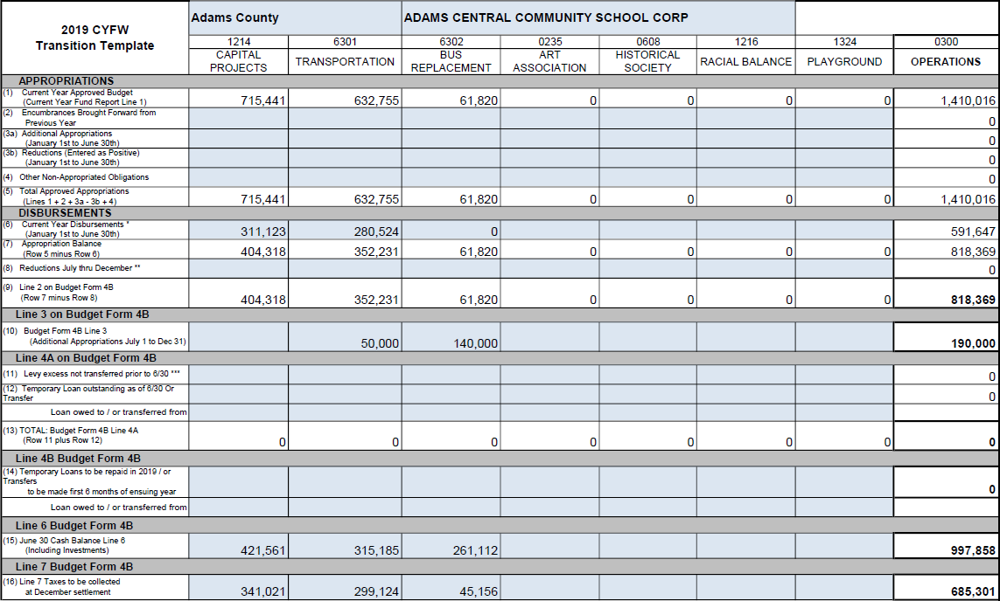 2019 CYFW
Transition Template
Adams County
ADAMS CENTRAL COMMUNITY SCHOOL CORP
1214 6301 6302 0235 0608 1216 1324 0300
CAPITAL PROJECTS TRANSPORTATION BUS REPLACEMENT ART ASSOCIATION HISTORICAL SOCIETY RACIAL BALANCE PLAYGROUND OPERATIONS
APPROPRIATIONS
(1) Current Year Approved Budget
(Current Year Fund Report Line 1) 715,441 632,755 61,820 0 0 0 0 1,410,016
(2) Encumbrances Brought Forward from
Previous Year 0
(3a) Additional Appropriations
(January 1st to June 30th) 0
(3b) Reductions (Entered as Positive)
(January 1st to June 30th) 0
(4) Other Non-Appropriated Obligations 0
(5) Total Approved Appropriations
(Lines 1 + 2 + 3a - 3b + 4) 715,441 632,755 61,820 0 0 0 0 1,410,016
DISBURSEMENTS
(6) Current Year Disbursements *
(January 1st to June 30th) 311,123 280,524 0 591,647
(7) Appropriation Balance
(Row 5 minus Row 6) 404,318 352,231 61,820 0 0 0 0 818,369
(8) Reductions July thru December ** 0
(9) Line 2 on Budget Form 4B
(Row 7 minus Row 8) 404,318 352,231 61,820 0 0 0 0 818,369
Line 3 on Budget Form 4B
(10) Budget Form 4B Line 3
(Additional Appropriations July 1 to Dec 31) 50,000 140,000 190,000
Line 4A on Budget Form 4B
(11) Levy excess not transferred prior to 6/30 *** 0
(12) Temporary Loan outstanding as of 6/30 Or
Transfer 0
Loan owed to / or transferred from
(13) TOTAL: Budget Form 4B Line 4A
(Row 11 plus Row 12) 0 0 0 0 0 0 0 0
Line 4B Budget Form 4B
(14) Temporary Loans to be repaid in 2019 / or
Transfers
to be made first 6 months of ensuing year 0
Loan owed to / or transferred from
Line 6 Budget Form 4B
(15) June 30 Cash Balance Line 6
(Including Investments) 421,561 315,185 261,112 997,858
Line 7 Budget Form 4B
(16) Line 7 Taxes to be collected
at December settlement 341,021 299,124 45,156 685,301